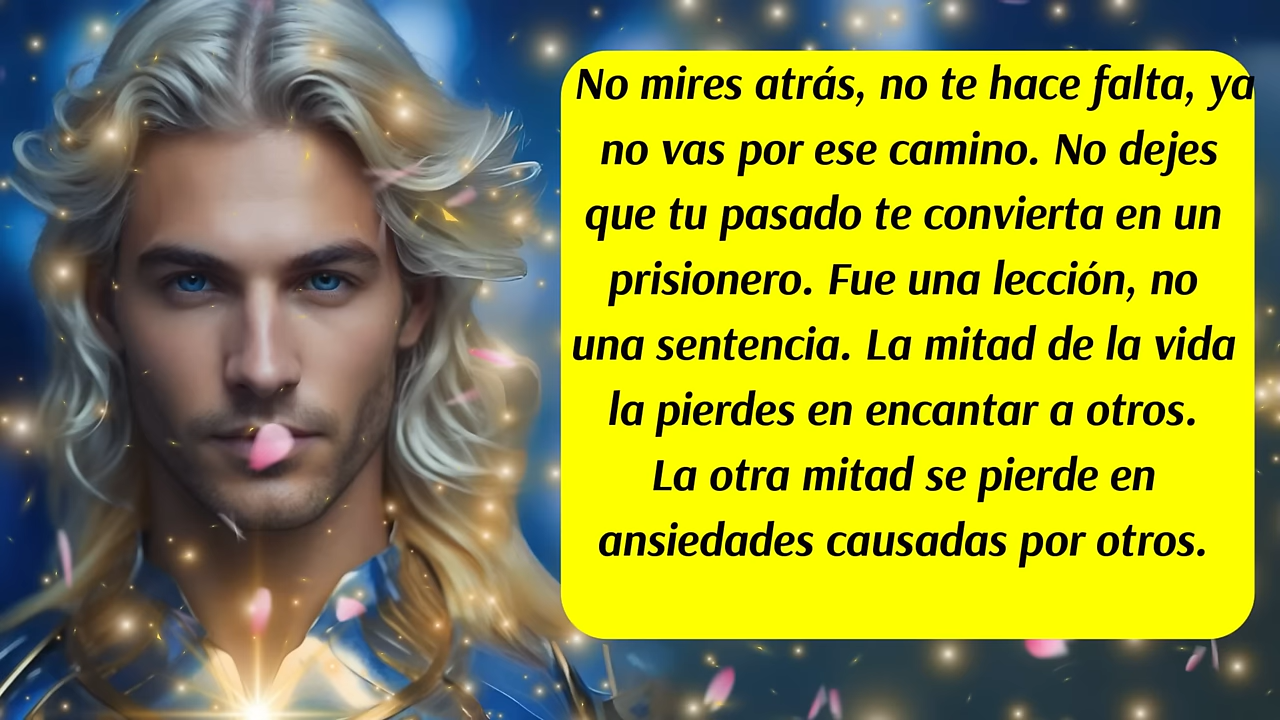 No mires atrás, no te hace falta, ya
no vas por ese camino. No dejes
que tu pasado te convierta en un
prisionero. Fue una lección, no
una sentencia. La mitad de la vida
la pierdes en encantar a otros.
La otra mitad se pierde en
ansiedades causadas por otros.